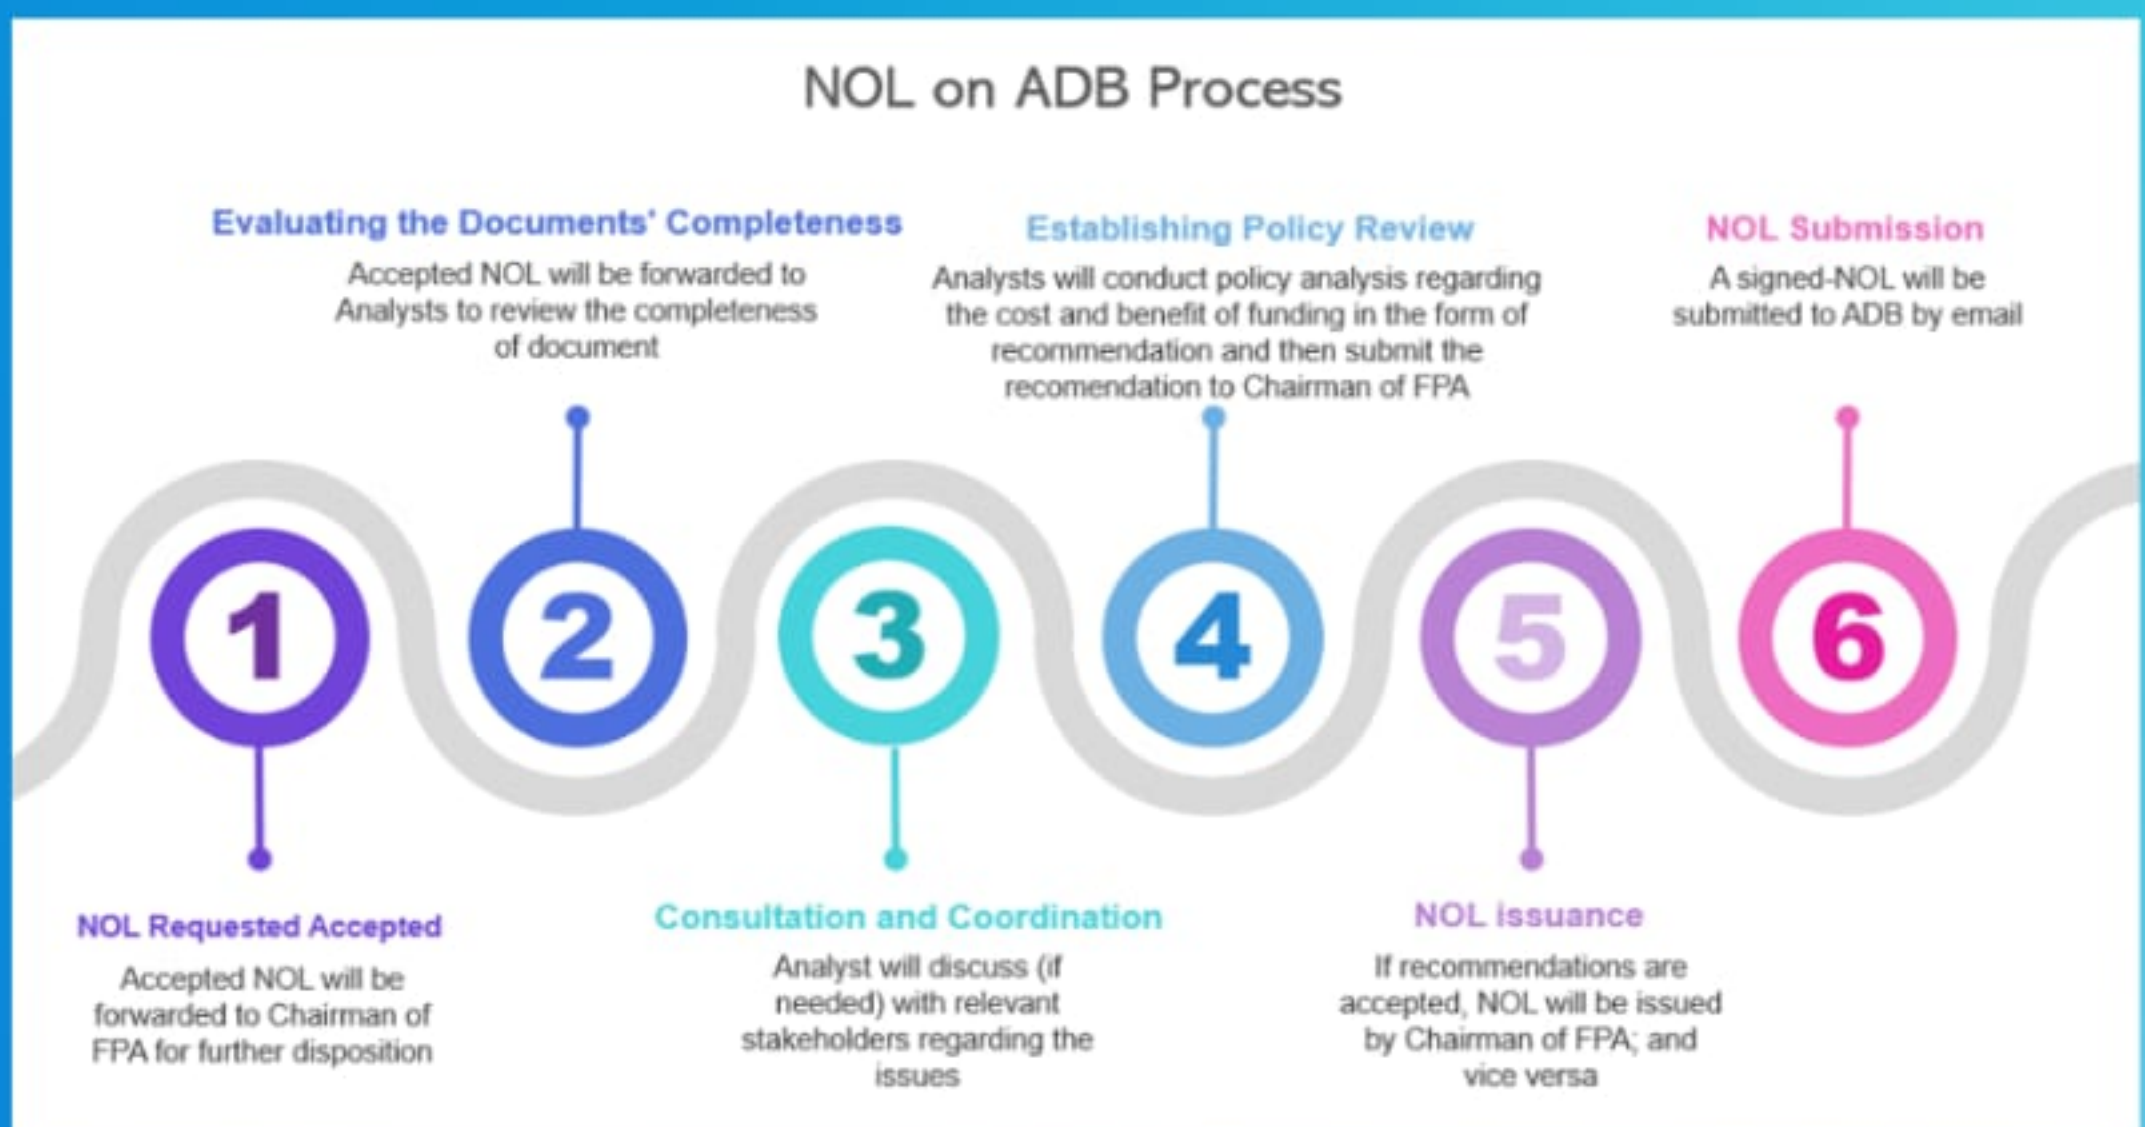 NOL on ADB Process
Evaluating the Documents' Completeness
Accepted NOL will be forwarded to
Analysts to review the completeness
of document
Establishing Policy Review
Analysts will conduct policy analysis regarding
the cost and benefit of funding in the form of
recommendation and then submit the
recomendation to Chairman of FPA
NOL Submission
A signed-NOL will be
submitted to ADB by email
1
2
3
4
5
6
NOL Requested Accepted
Accepted NOL will be
forwarded to Chairman of
FPA for further disposition
Consultation and Coordination
Analyst will discuss (if
needed) with relevant
stakeholders regarding the
issues
NOL issuance
If recommendations are
accepted, NOL will be issued
by Chairman of FPA; and
vice versa